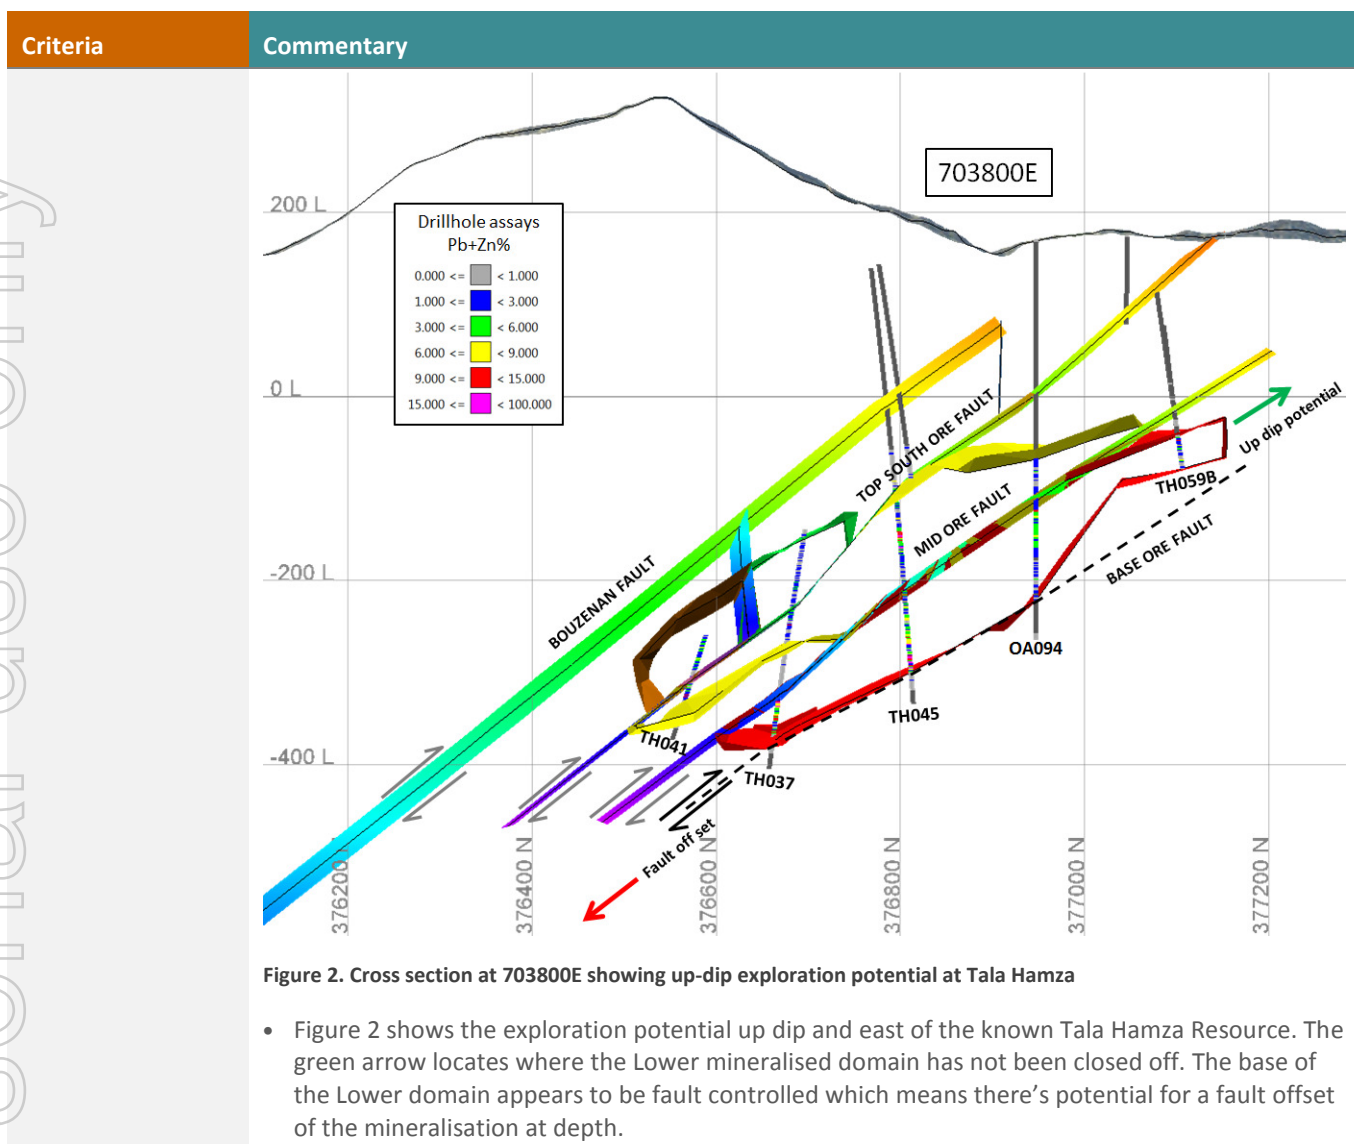 Criteria
Commentary
703800E
200 L
Drillhole assays
Pb+Zn%
0.000 <= < 1.000
1.000 <= < 3.000
3.000 <= < 6.000
6.000 <= < 9.000
9.000 <= < 15.000
15.000 <= < 100.000
0 L
TOP SOUTH ORE FAULT
Up dip potential
TH059B
MID ORE FAULT
BASE ORE FAULT
BOUZENAN FAULT
-200 L
OA094
TH045
TH041
TH037
-400 L
Fault off set
376200 N
376400 N
376600 N
376800 N
377000 N
377200 N
Figure 2. Cross section at 703800E showing up-dip exploration potential at Tala Hamza
• Figure 2 shows the exploration potential up dip and east of the known Tala Hamza Resource. The
green arrow locates where the Lower mineralised domain has not been closed off. The base of
the Lower domain appears to be fault controlled which means there's potential for a fault offset
of the mineralisation at depth.